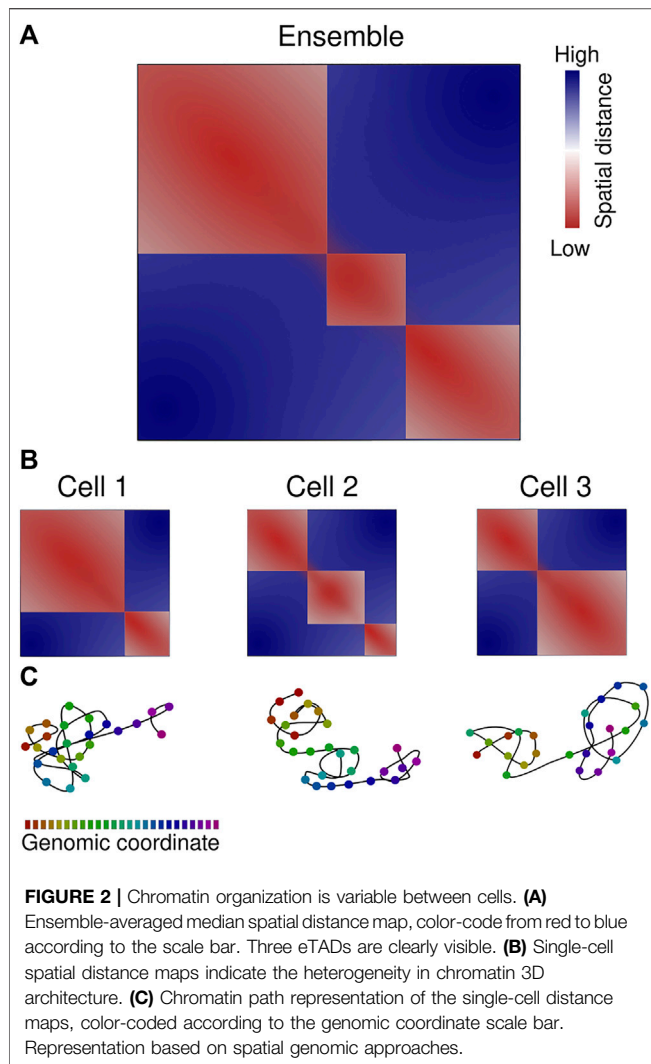 A
Ensemble
High
Spatial distance
Low
B
Cell 1
Cell 2
Cell 3
C
Genomic coordinate
FIGURE 2 | Chromatin organization is variable between cells. (A)
Ensemble-averaged median spatial distance map, color-code from red to blue
according to the scale bar. Three eTADs are clearly visible. (B) Single-cell
spatial distance maps indicate the heterogeneity in chromatin 3D
architecture. (C) Chromatin path representation of the single-cell distance
maps, color-coded according to the genomic coordinate scale bar.
Representation based on spatial genomic approaches.